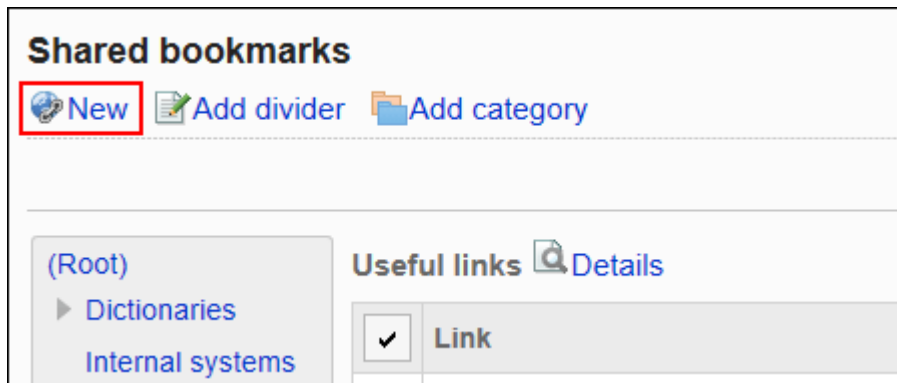 Shared bookmarks
New Add divider Add category
(Root)
Dictionaries
Internal systems
Useful links Details
Link